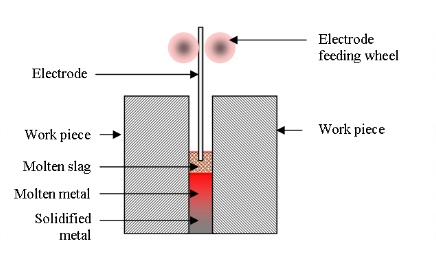 Electrode
feeding wheel
Electrode
Work piece
Work piece
Molten slag
Molten metal
Solidified
metal